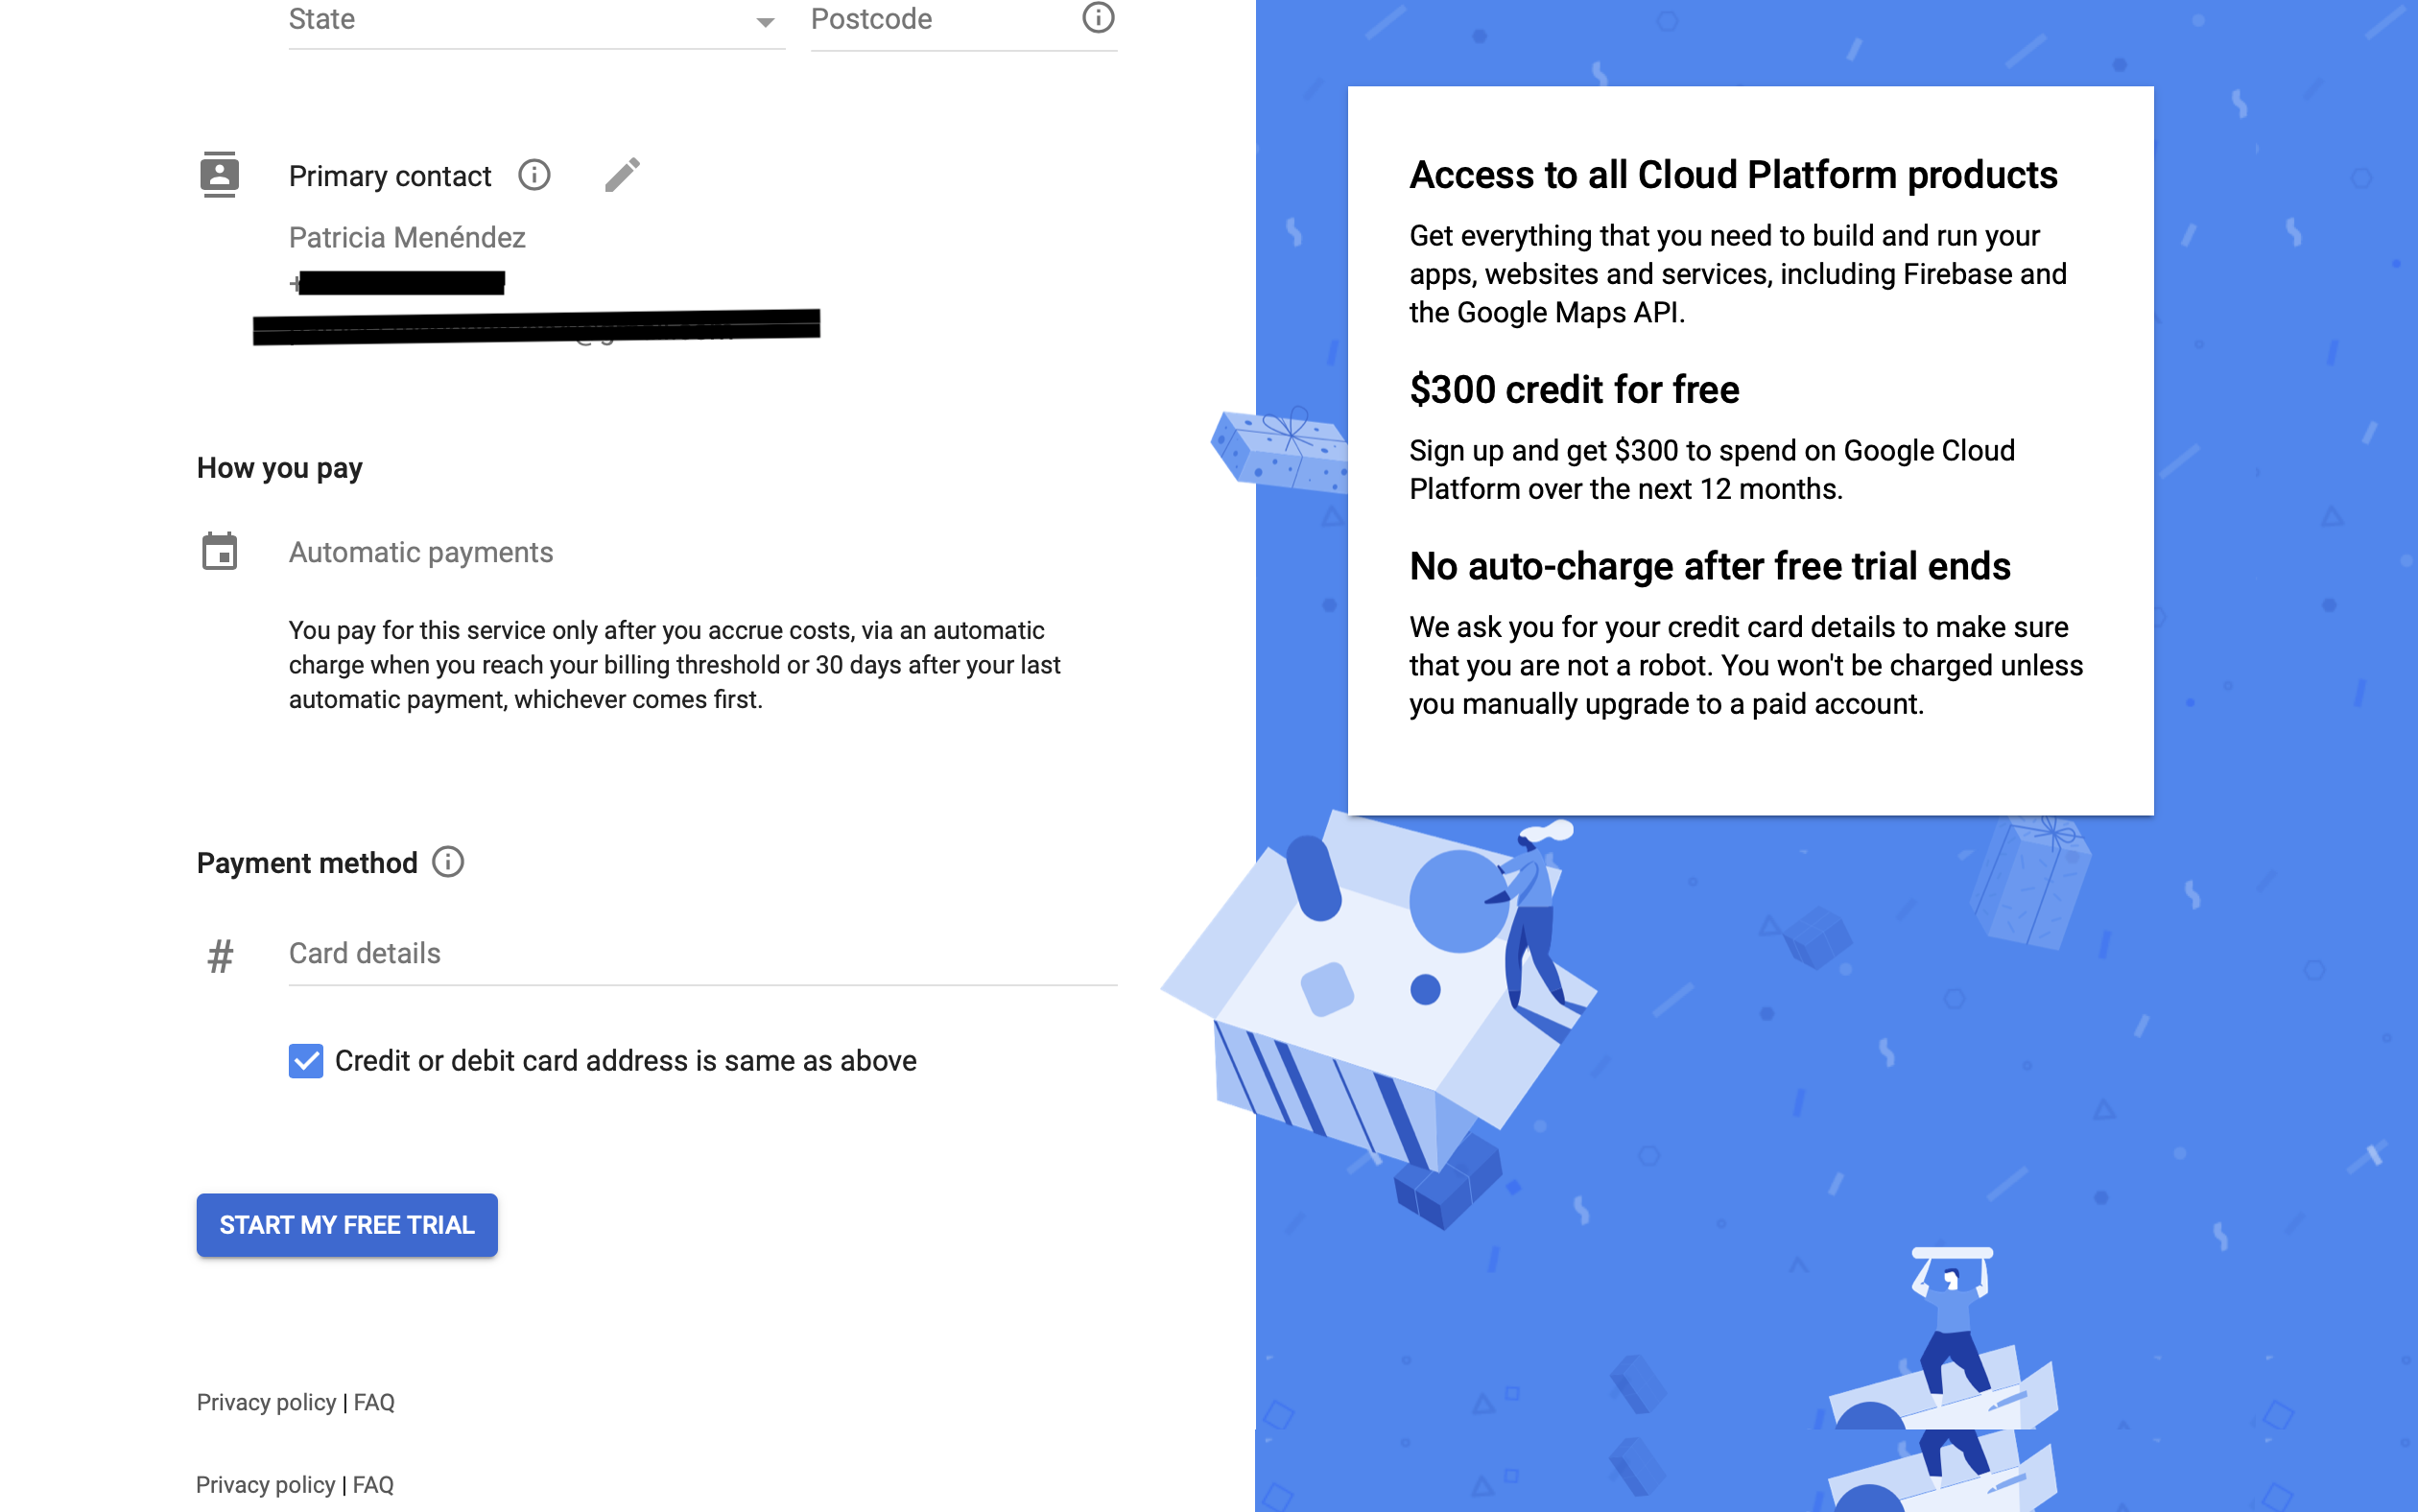 State
Postcode
Primary contact
Patricia Menéndez
+
How you pay
Automatic payments
You pay for this service only after you accrue costs, via an automatic
charge when you reach your billing threshold or 30 days after your last
automatic payment, whichever comes first.
Payment method
# Card details
Credit or debit card address is same as above
START MY FREE TRIAL
Privacy policy | FAQ
Privacy policy | FAQ
Access to all Cloud Platform products
Get everything that you need to build and run your
apps, websites and services, including Firebase and
the Google Maps API.
$300 credit for free
Sign up and get $300 to spend on Google Cloud
Platform over the next 12 months.
No auto-charge after free trial ends
We ask you for your credit card details to make sure
that you are not a robot. You won't be charged unless
you manually upgrade to a paid account.